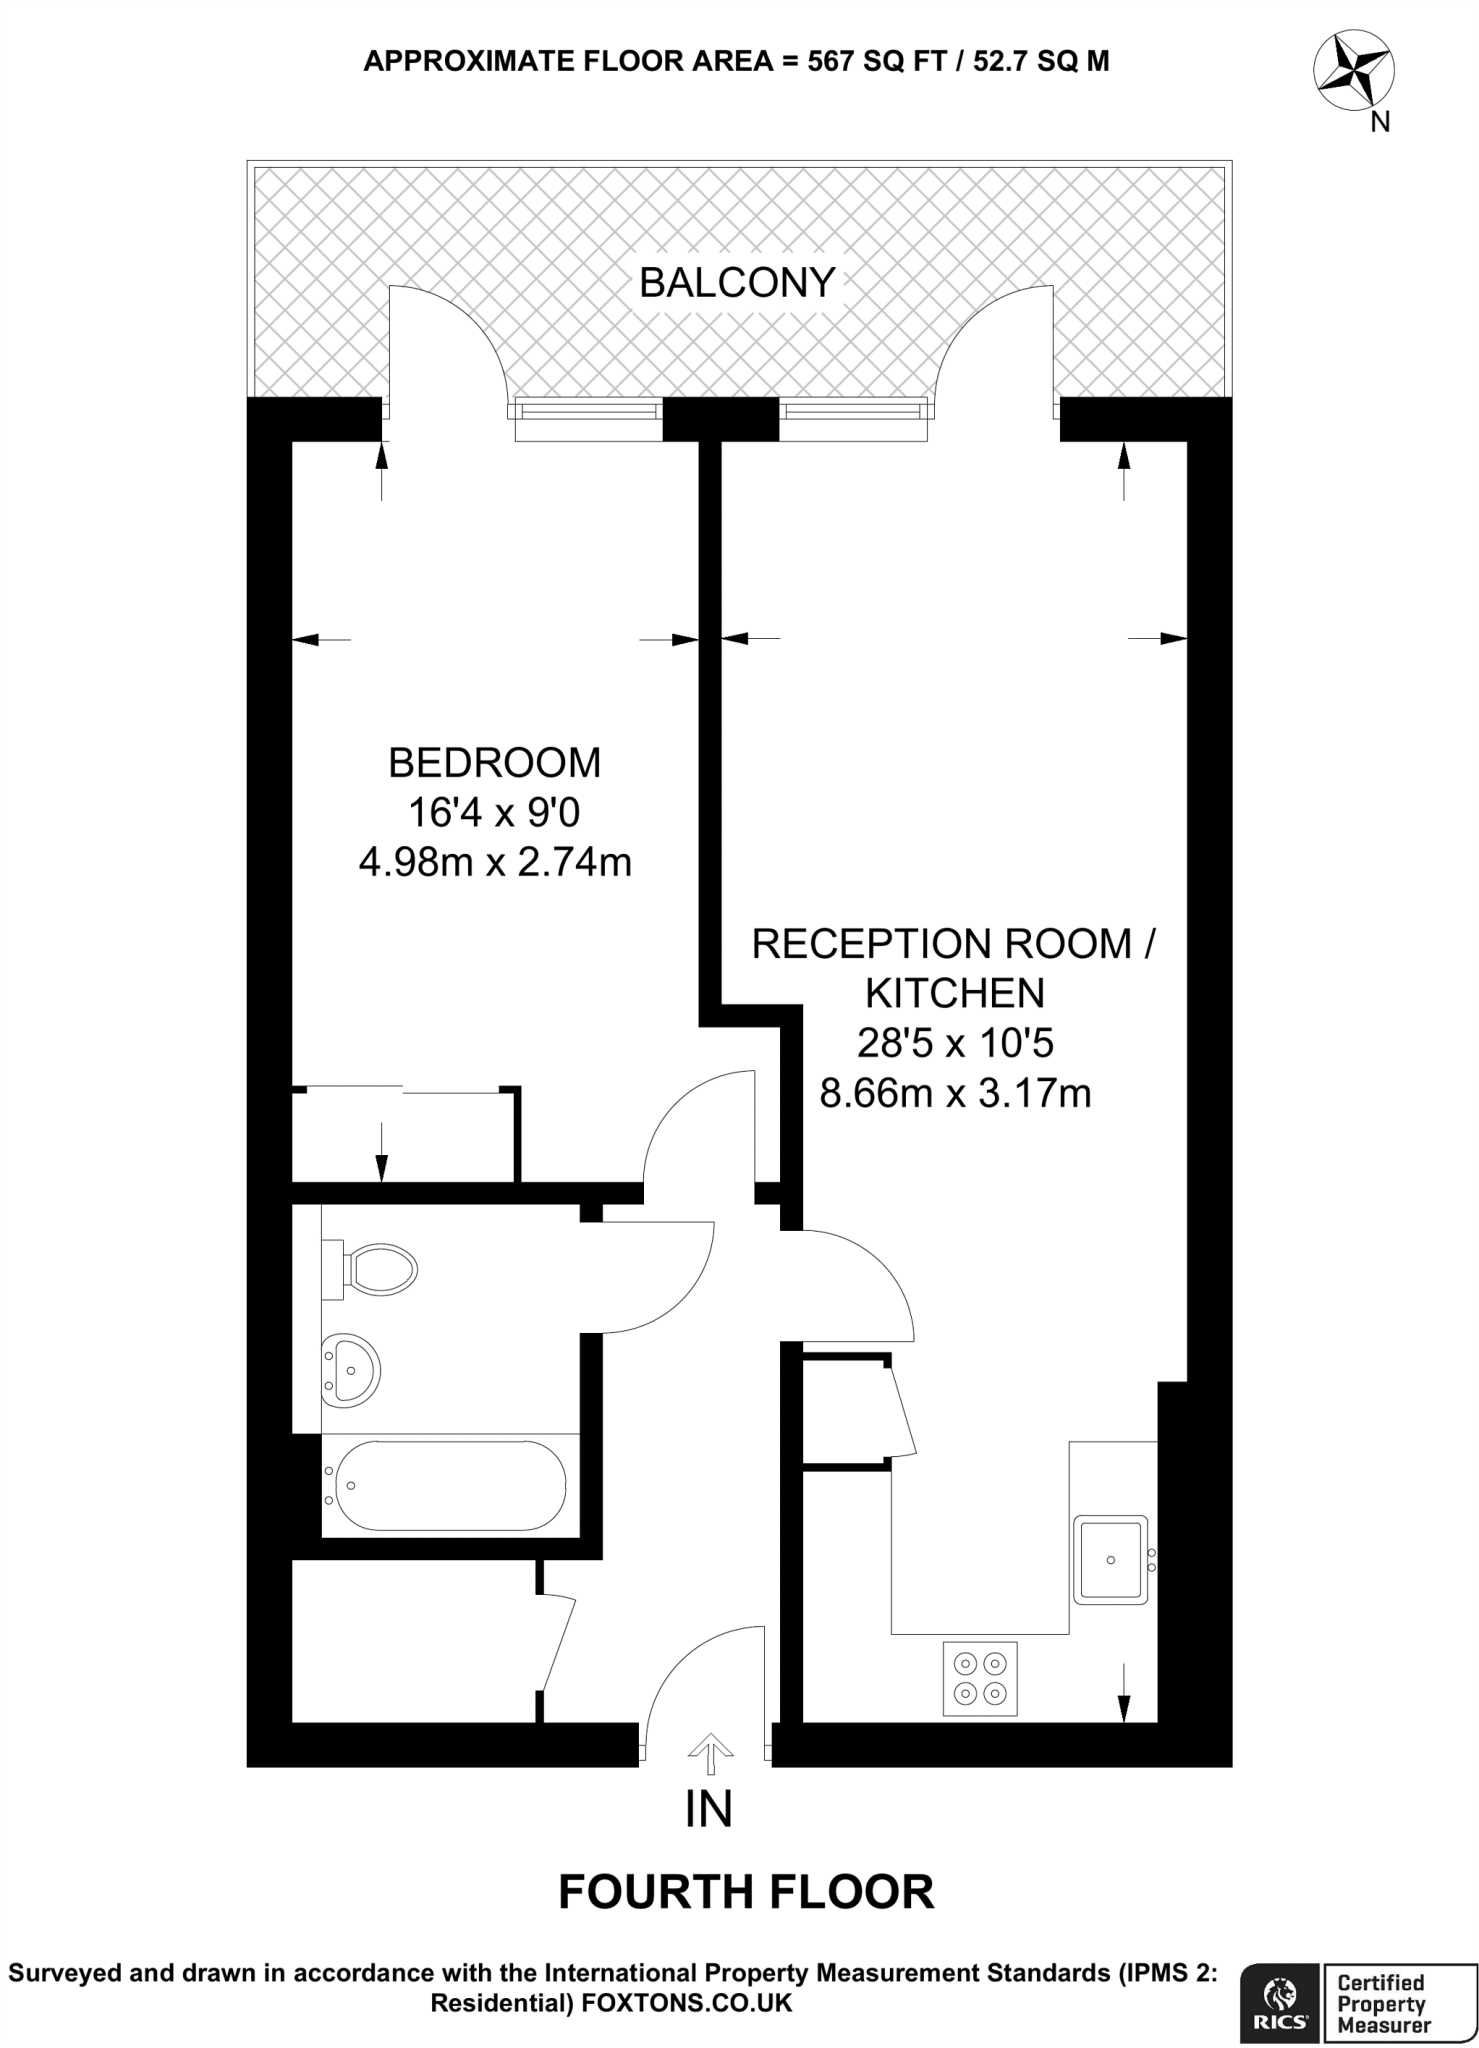 APPROXIMATE FLOOR AREA = 567 SQ FT / 52.7 SQ M
N
BALCONY
BEDROOM
16'4 x 9'0
4.98m x 2.74m
RECEPTION ROOM /
KITCHEN
28'5 x 10'5
8.66m x 3.17m
IN
FOURTH FLOOR
Surveyed and drawn in accordance with the International Property Measurement Standards (IPMS 2:
Residential) FOXTONS.CO.UK
RICS
Certified
Property
Measurer